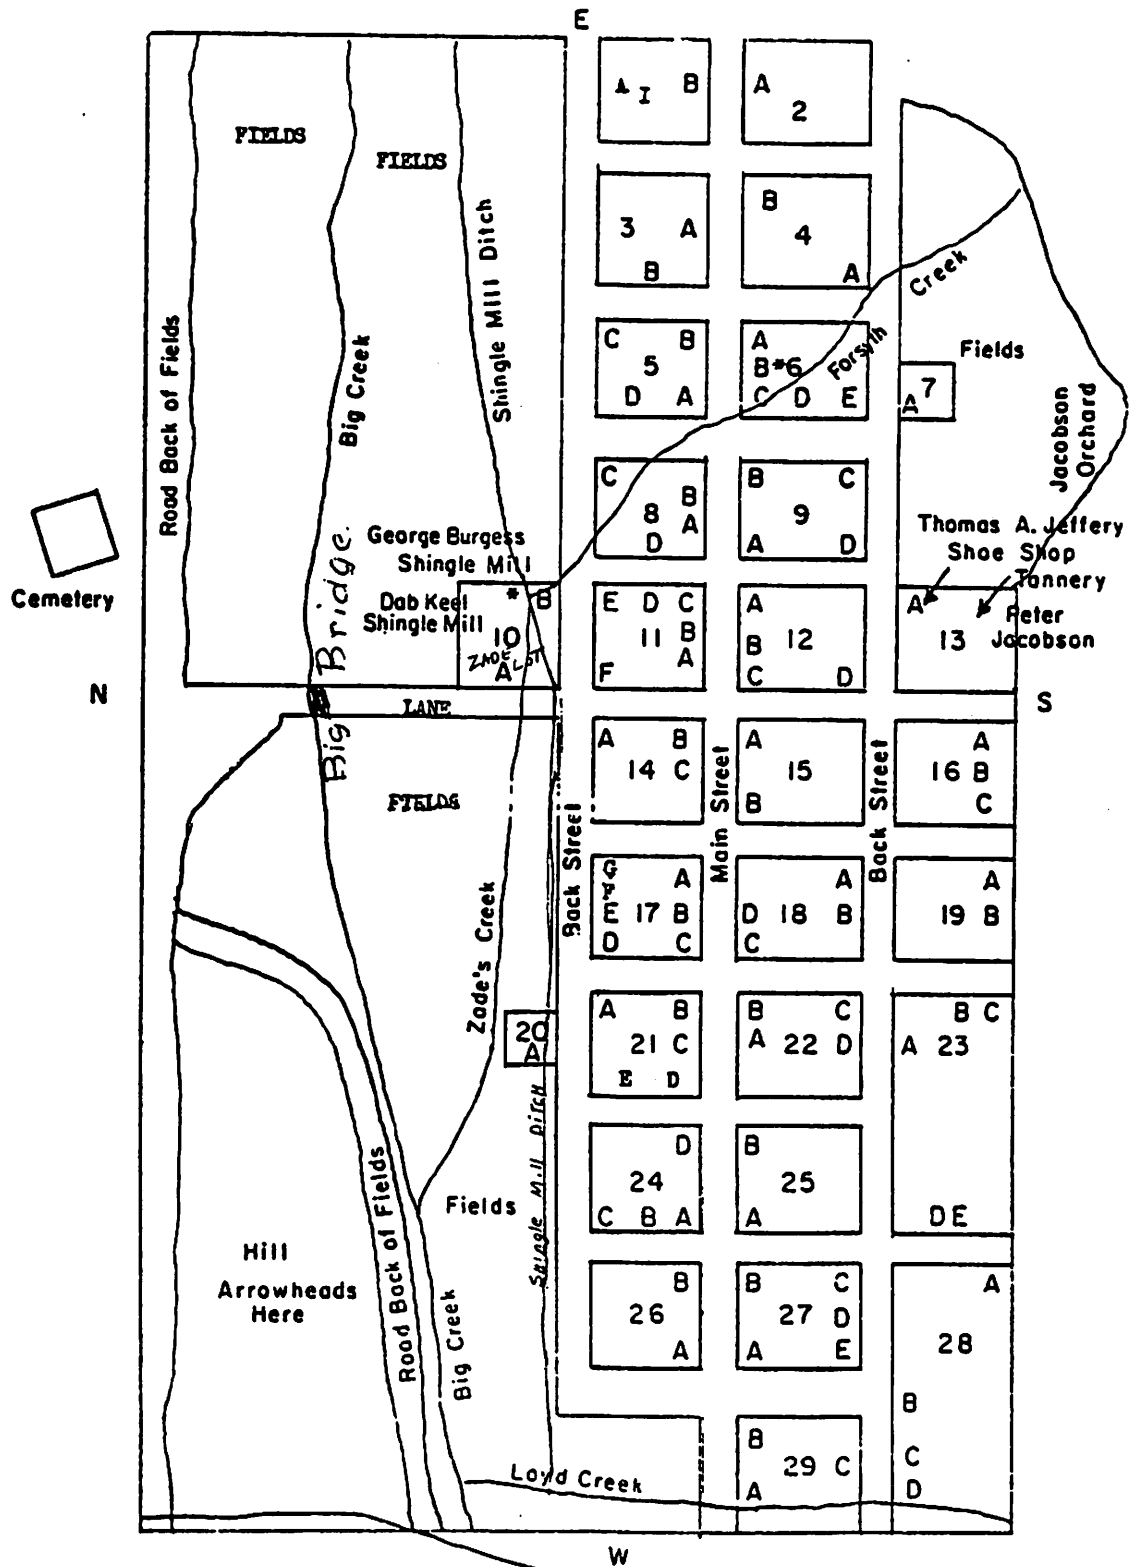 E
A I B
A
2
FIELDS
FIELDS
3 A
B
B
4
A
Shingle Mill Ditch
Creek
Forsyth
Road Back of Fields
Big Creek
C B
5
D A
A
B*6
C D E
Fields
7
A
Jacobson
Orchard
Cemetery
George Burgess
Shingle Mill
C
B
8 A
D
B C
9
A D
Thomas A. Jeffery
Shoe Shop
Tannery
Peter
Jacobson
Dab Keel
Shingle Mill
* B
10
ZADE LOT
A
E D C
11 B
A
F
A
B 12
C D
A
13
N
Big Bridge.
LANE
S
FIELDS
Back Street
A B
14 C
Main Street
A
15
B
Back Street
A
16 B
C
G
F A
E 17 B
D C
A
D 18 B
C
A
19 B
Zade's Creek
20
A
A B
21 C
E D
B C
A 22 D
B C
A 23
D E
Shingle Mill Ditch
D
24
C B A
B
25
A
Fields
Hill
Arrowheads
Here
Road Back of Fields
Big Creek
B
26
A
B C
27 D
A E
A
28
B
C
D
B
29 C
A
Loyd Creek
W